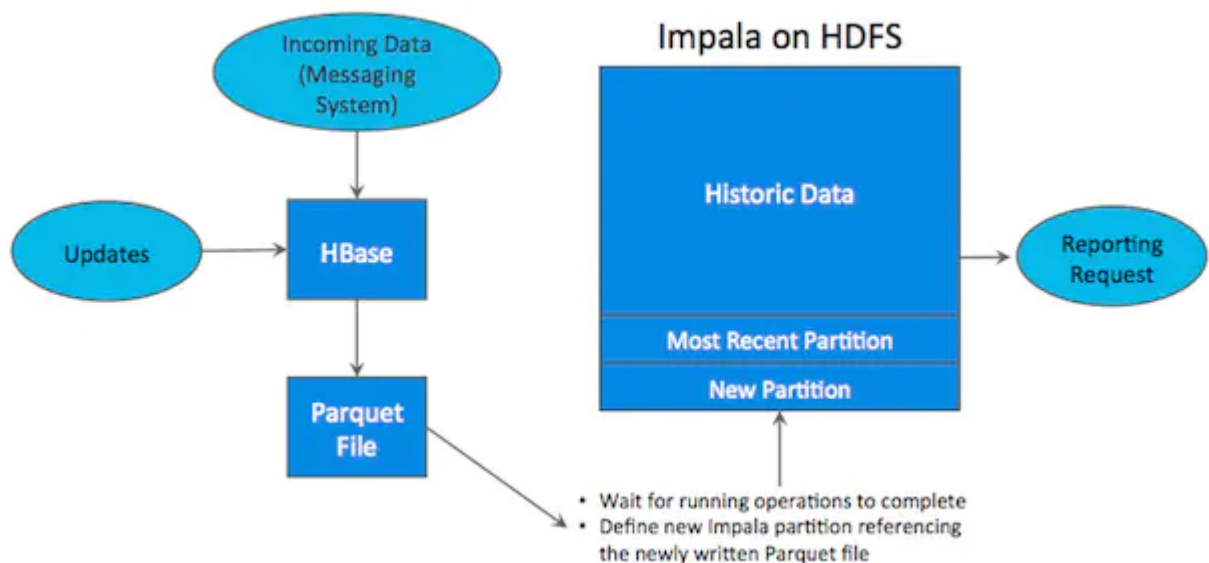 Incoming Data
(Messaging
System)
Impala on HDFS
Updates
HBase
Historic Data
Reporting
Request
Most Recent Partition
New Partition
Parquet
File
• Wait for running operations to complete
• Define new Impala partition referencing
the newly written Parquet file